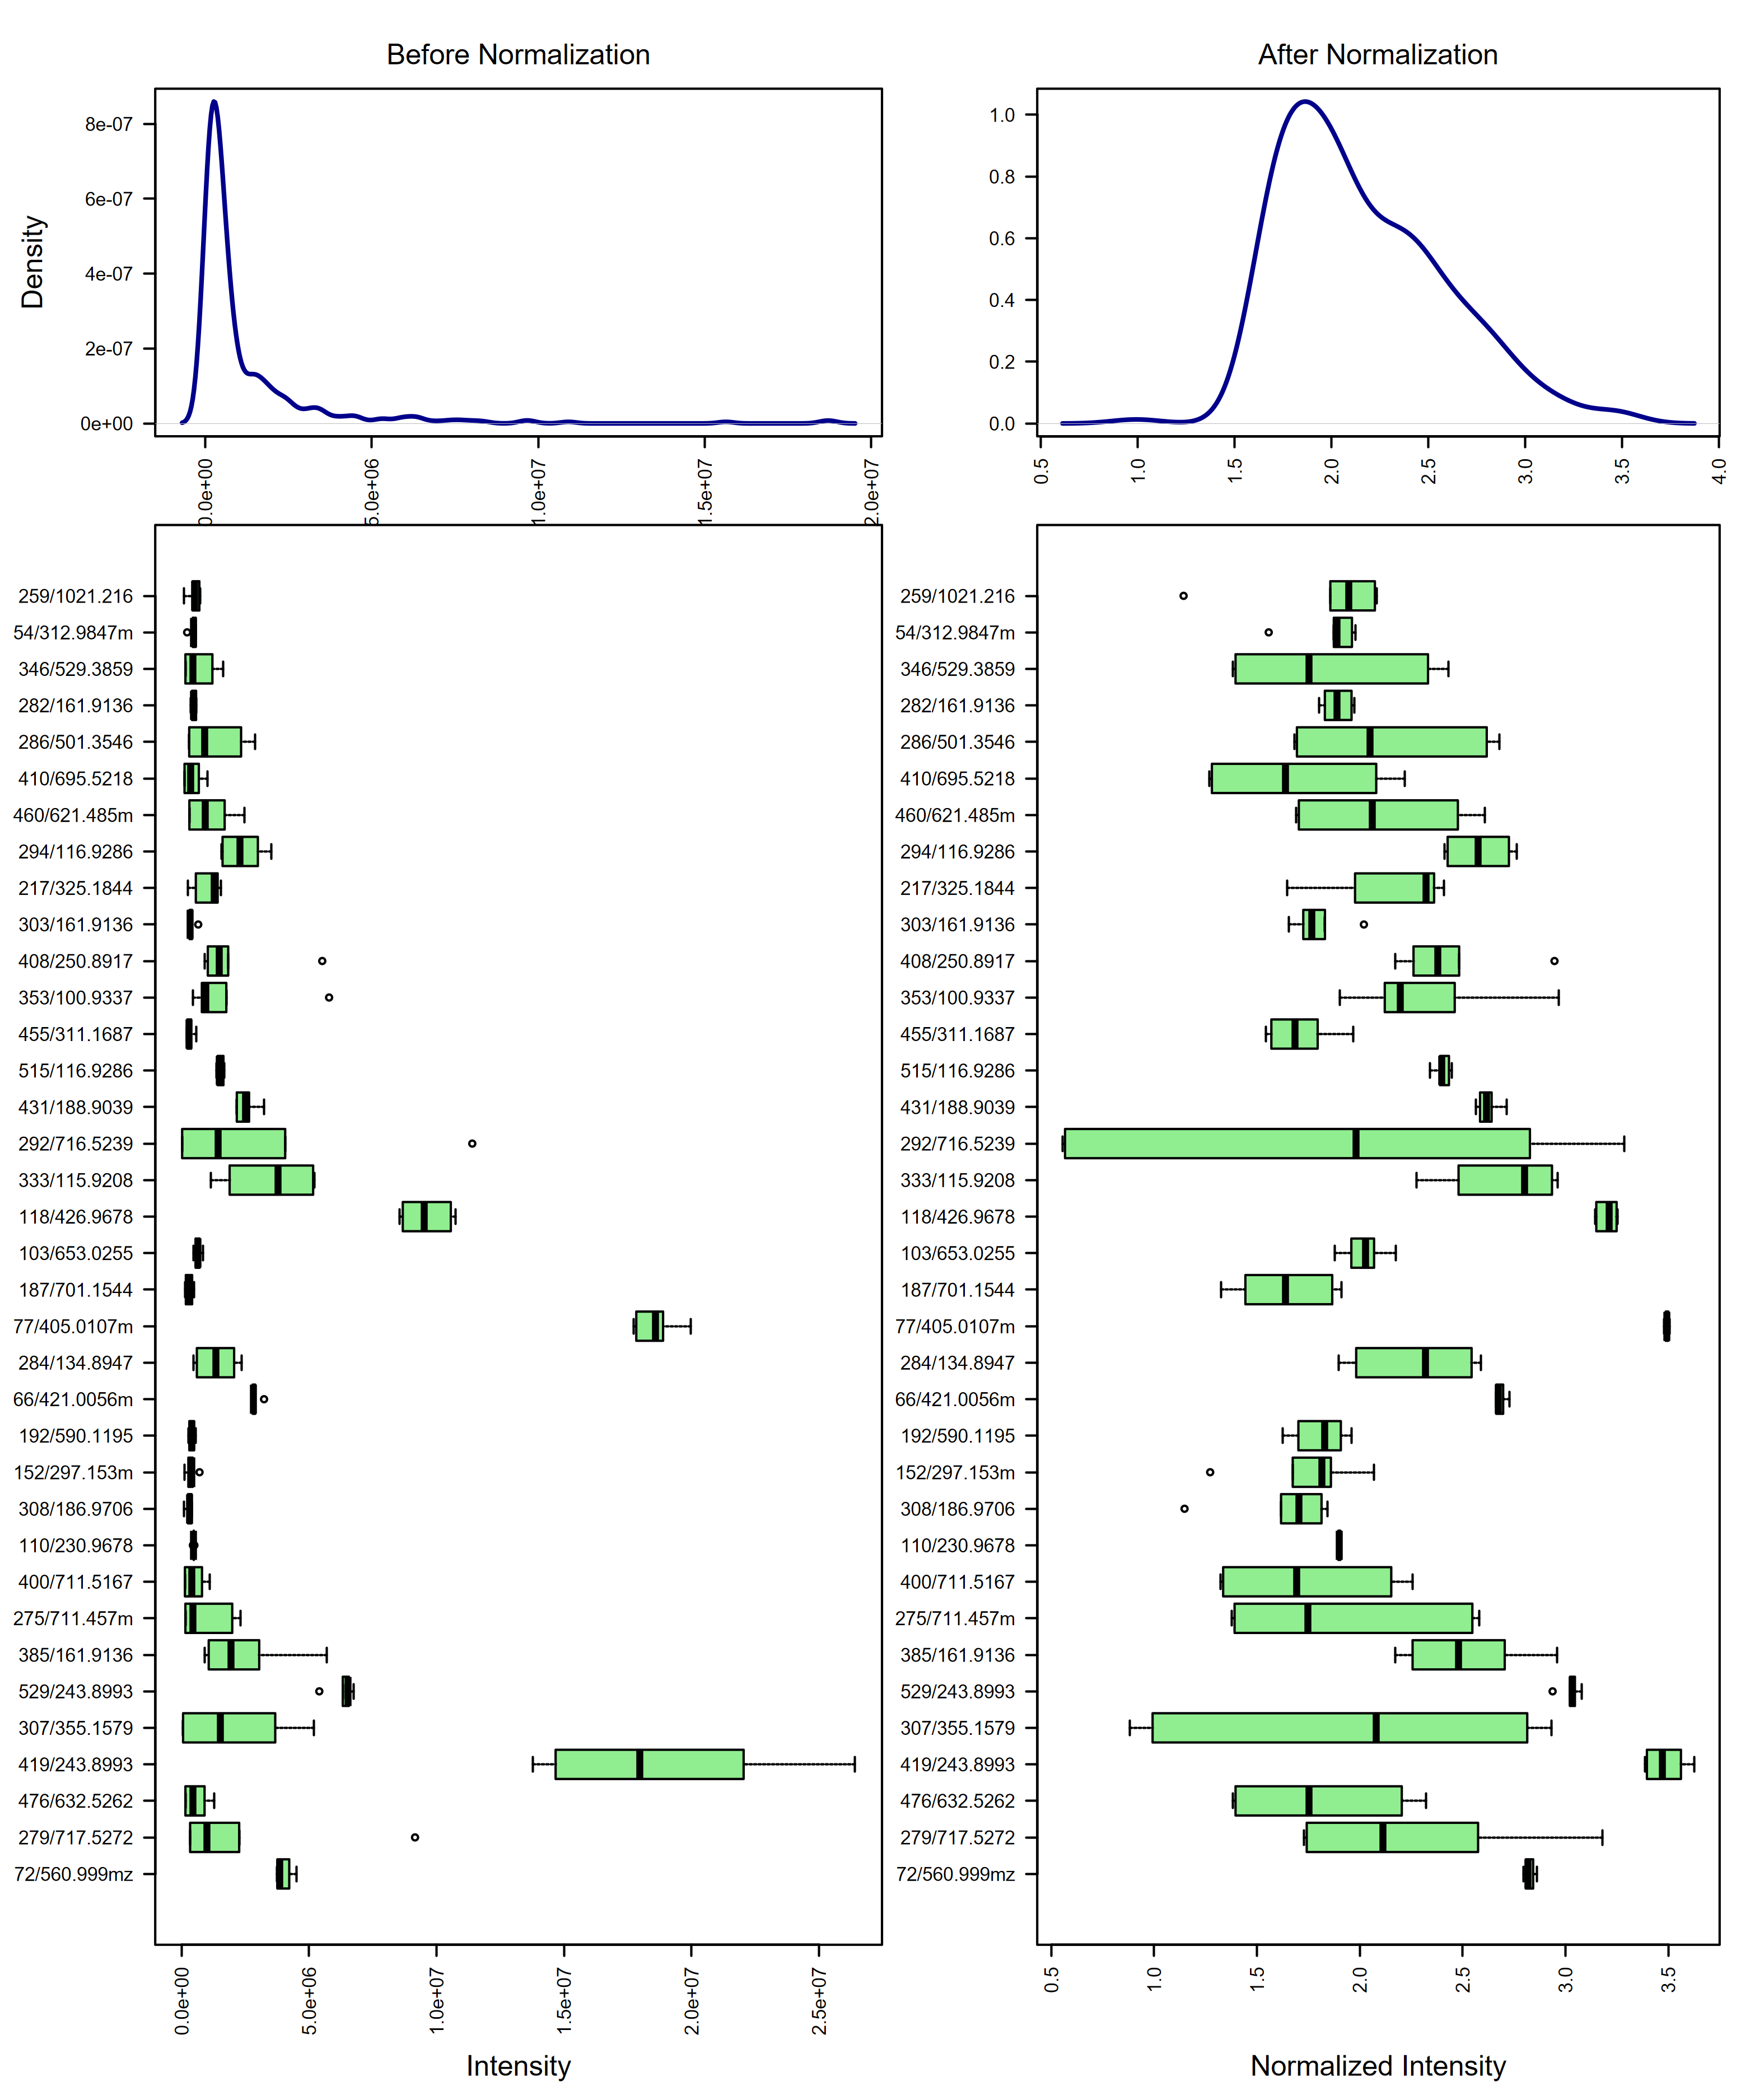 Before Normalization
After Normalization
Density
8e-07
6e-07
4e-07
2e-07
0e+00
0.0e+00
5.0e+06
1.0e+07
1.5e+07
2.0e+07
1.0
0.8
0.6
0.4
0.2
0.0
0.5
1.0
1.5
2.0
2.5
3.0
3.5
4.0
259/1021.216
54/312.9847m
346/529.3859
282/161.9136
286/501.3546
410/695.5218
460/621.485m
294/116.9286
217/325.1844
303/161.9136
408/250.8917
353/100.9337
455/311.1687
515/116.9286
431/188.9039
292/716.5239
333/115.9208
118/426.9678
103/653.0255
187/701.1544
77/405.0107m
284/134.8947
66/421.0056m
192/590.1195
152/297.153m
308/186.9706
110/230.9678
400/711.5167
275/711.457m
385/161.9136
529/243.8993
307/355.1579
419/243.8993
476/632.5262
279/717.5272
72/560.999mz
0.0e+00
5.0e+06
1.0e+07
1.5e+07
2.0e+07
2.5e+07
Intensity
259/1021.216
54/312.9847m
346/529.3859
282/161.9136
286/501.3546
410/695.5218
460/621.485m
294/116.9286
217/325.1844
303/161.9136
408/250.8917
353/100.9337
455/311.1687
515/116.9286
431/188.9039
292/716.5239
333/115.9208
118/426.9678
103/653.0255
187/701.1544
77/405.0107m
284/134.8947
66/421.0056m
192/590.1195
152/297.153m
308/186.9706
110/230.9678
400/711.5167
275/711.457m
385/161.9136
529/243.8993
307/355.1579
419/243.8993
476/632.5262
279/717.5272
72/560.999mz
0.5
1.0
1.5
2.0
2.5
3.0
3.5
Normalized Intensity